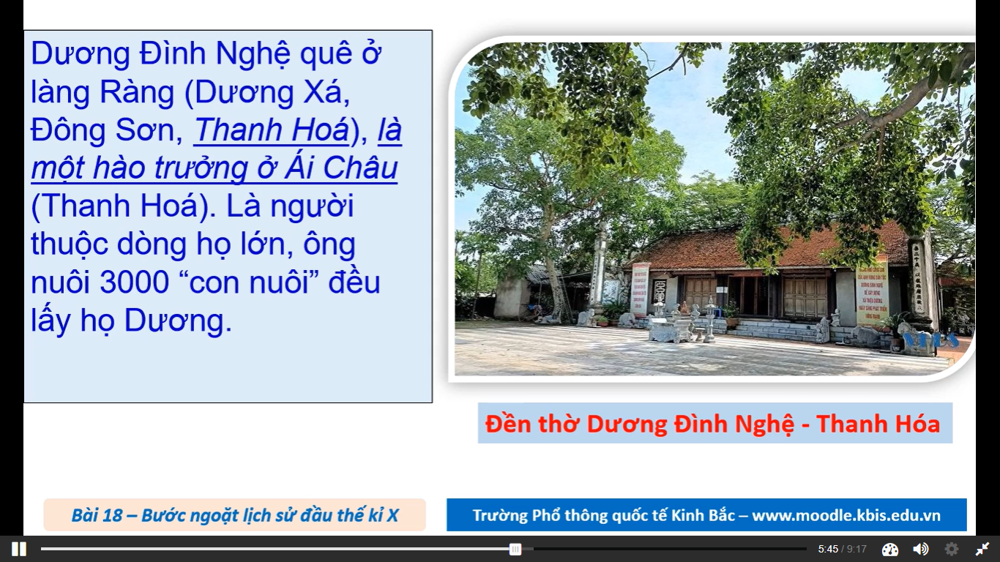 Dương Đình Nghệ quê ở
làng Ràng (Dương Xá,
Đông Sơn, Thanh Hoá), là
một hào trưởng ở Ái Châu
(Thanh Hoá). Là người
thuộc dòng họ lớn, ông
nuôi 3000 “con nuôi” đều
lấy họ Dương.
Đền thờ Dương Đình Nghệ - Thanh Hóa
Bài 18 – Bước ngoặt lịch sử đầu thế kỉ X
Trường Phổ thông quốc tế Kinh Bắc – www.moodle.kbis.edu.vn
5:45 / 9:17